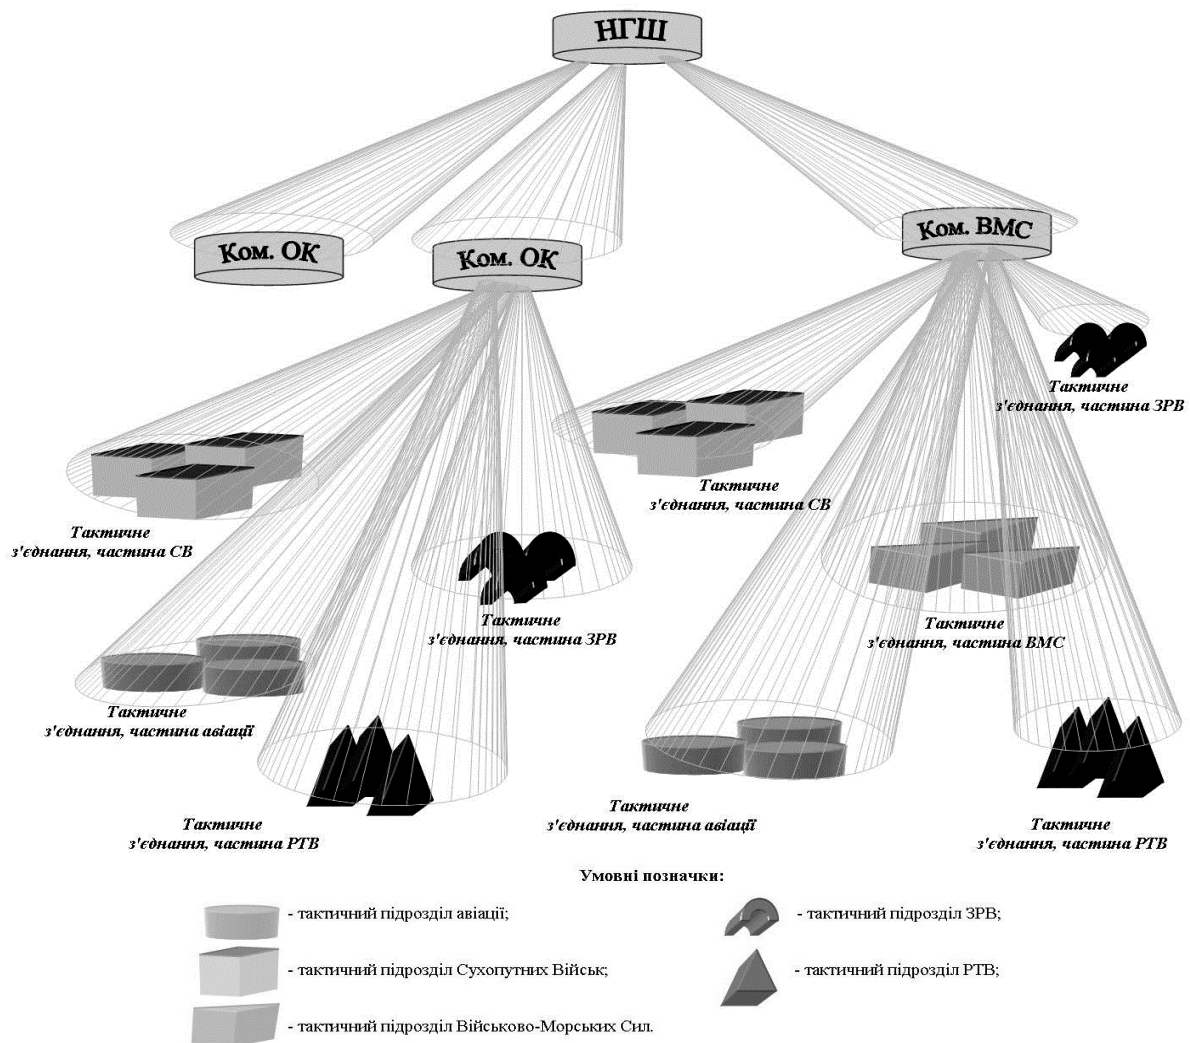 НГШ
Ком. ОК
Ком. ОК
Ком. ВМС
Тактичне
з'єднання, частина ЗРВ
Тактичне
з'єднання, частина СВ
Тактичне
з'єднання, частина СВ
Тактичне
з'єднання, частина ЗРВ
Тактичне
з'єднання, частина ВМС
Тактичне
з'єднання, частина авіації
Тактичне
з'єднання, частина РТВ
Тактичне
з'єднання, частина авіації
Тактичне
з'єднання, частина РТВ
Умовні позначки:
- тактичний підрозділ авіації;
- тактичний підрозділ Сухопутних Військ;
- тактичний підрозділ Військово-Морських Сил.
- тактичний підрозділ ЗРВ;
- тактичний підрозділ РТВ;